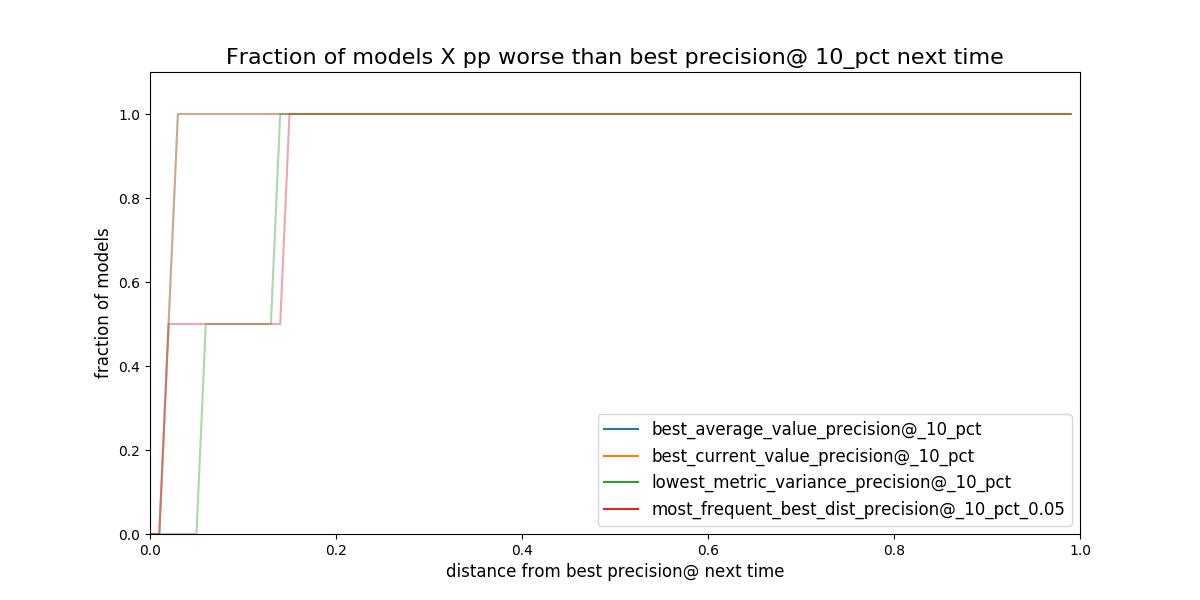 Fraction of models X pp worse than best precision@ 10_pct next time
1.0
0.8
0.6
0.4
0.2
0.0
fraction of models
best_average_value_precision@_10_pct
best_current_value_precision@_10_pct
lowest_metric_variance_precision@_10_pct
most_frequent_best_dist_precision@_10_pct_0.05
0.0 0.2 0.4 0.6 0.8 1.0
distance from best precision@ next time